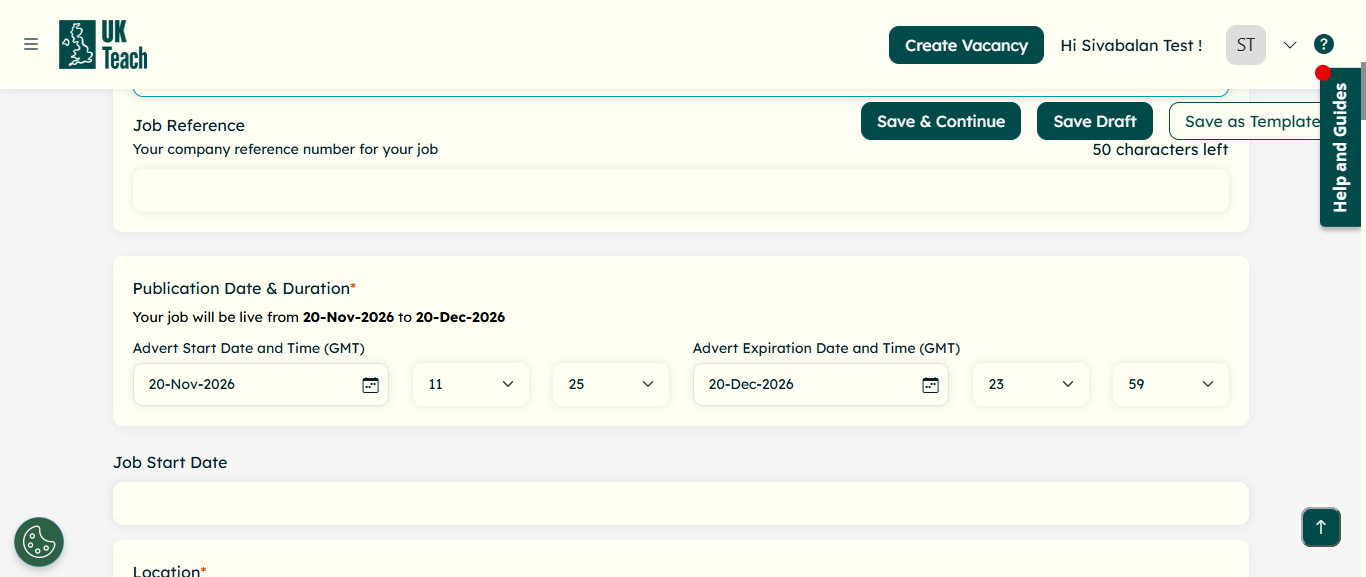 UK
Teach
Create Vacancy
Hi Sivabalan Test !
ST
?
Save & Continue
Save Draft
Save as Template
Help and Guides
Job Reference
Your company reference number for your job
50 characters left
Publication Date & Duration*
Your job will be live from 20-Nov-2026 to 20-Dec-2026
Advert Start Date and Time (GMT)
Advert Expiration Date and Time (GMT)
20-Nov-2026
11
25
20-Dec-2026
23
59
Job Start Date
Location*